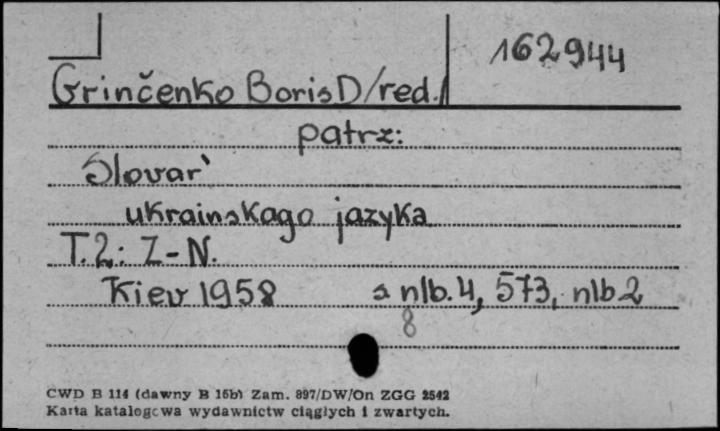 162944
Grinčenko Boris D/red./
patrz:
Slovar'
ukrainskago jazyka
T.2: Z-N.
Kiev 1958 s nlb. 4, 573, nlb 2
8
CWD B 114 (dawny B 15b) Zam. 897/DW/On ZGG 2542
Karta katalogowa wydawnictw ciągłych i zwartych.